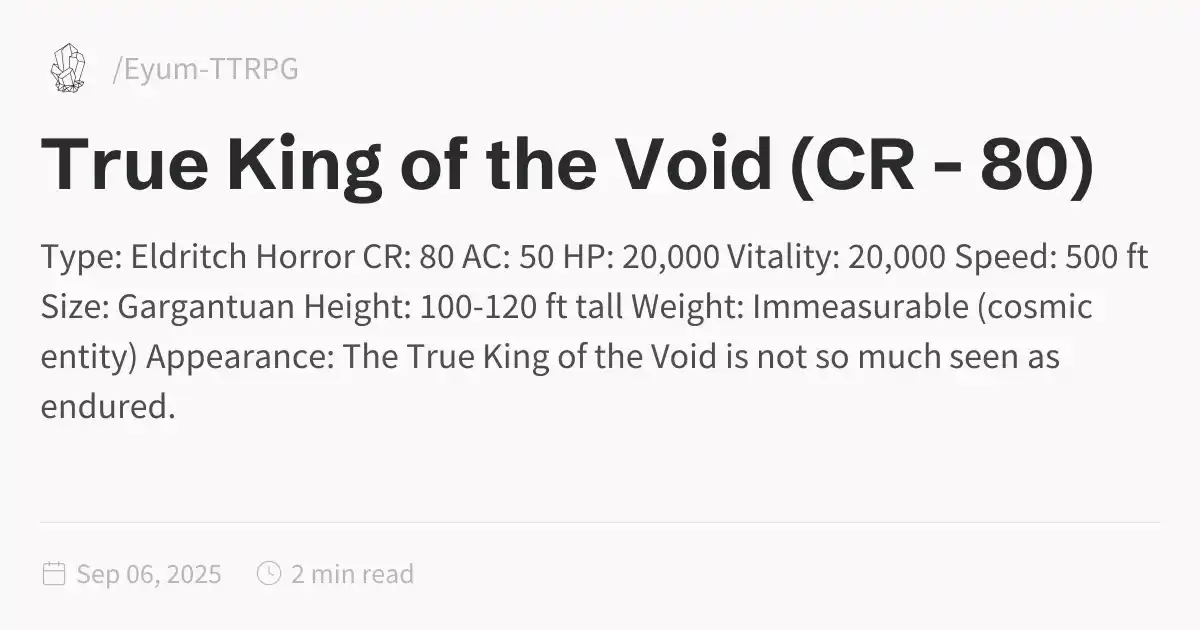 /Eyum-TTRPG
True King of the Void (CR - 80)
Type: Eldritch Horror CR: 80 AC: 50 HP: 20,000 Vitality: 20,000 Speed: 500 ft
Size: Gargantuan Height: 100-120 ft tall Weight: Immeasurable (cosmic
entity) Appearance: The True King of the Void is not so much seen as
endured.
Sep 06, 2025 2 min read